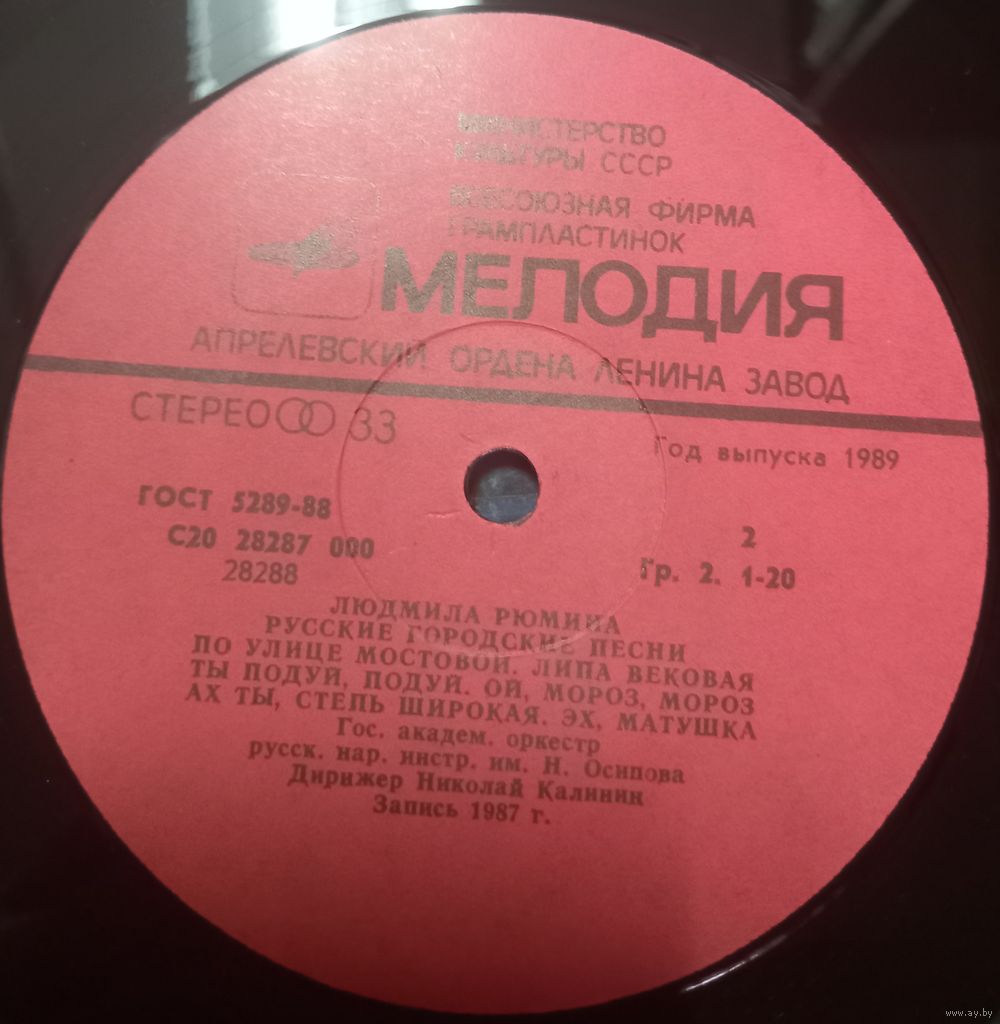 МИНИСТЕРСТВО
КУЛЬТУРЫ СССР
ВСЕСОЮЗНАЯ ФИРМА
ГРАМПЛАСТИНОК
МЕЛОДИЯ
АПРЕЛЕВСКИЙ ОРДЕНА ЛЕНИНА ЗАВОД
СТЕРЕО 33
Год выпуска 1989
ГОСТ 5289-88
С20 28287 000
28288
2
Гр. 2. 1-20
ЛЮДМИЛА РЮМИНА
РУССКИЕ ГОРОДСКИЕ ПЕСНИ
ПО УЛИЦЕ МОСТОВОЙ. ЛИПА ВЕКОВАЯ
ТЫ ПОДУЙ, ПОДУЙ. ОЙ, МОРОЗ, МОРОЗ
АХ ТЫ, СТЕПЬ ШИРОКАЯ. ЭХ, МАТУШКА
Гос. академ. оркестр
русск. нар. инстр. им. Н. Осипова
Дирижер Николай Калинин
Запись 1987 г.
www.ay.by